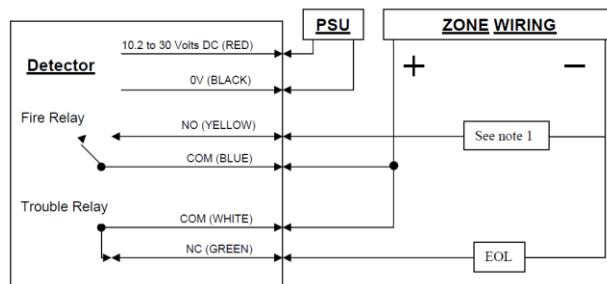 PSU
ZONE WIRING
10.2 to 30 Volts DC (RED)
Detector
+
−
0V (BLACK)
Fire Relay
NO (YELLOW)
See note 1
COM (BLUE)
Trouble Relay
COM (WHITE)
NC (GREEN)
EOL